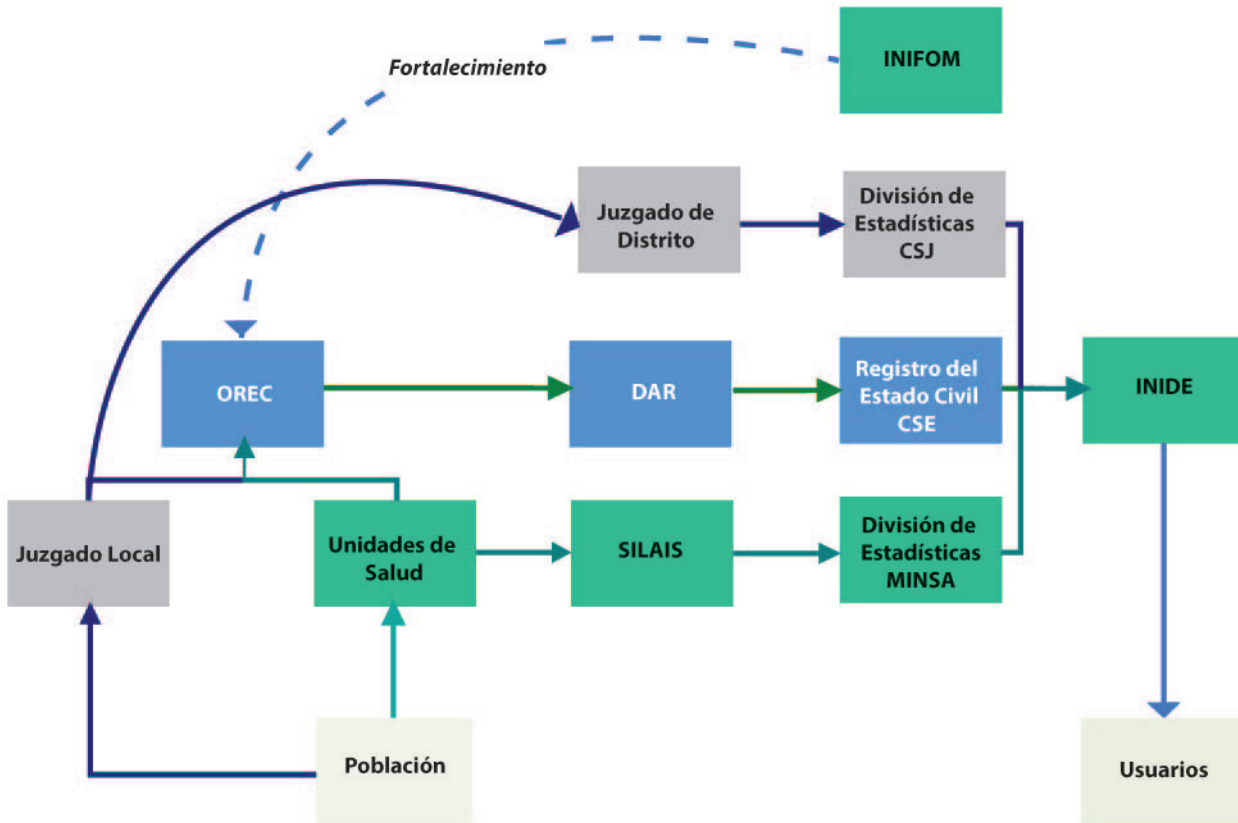 INIFOM
Fortalecimiento
Juzgado de
Distrito
División de
Estadísticas
CSJ
OREC
DAR
Registro del
Estado Civil
CSE
INIDE
Juzgado Local
Unidades de
Salud
SILAIS
División de
Estadísticas
MINSA
Población
Usuarios